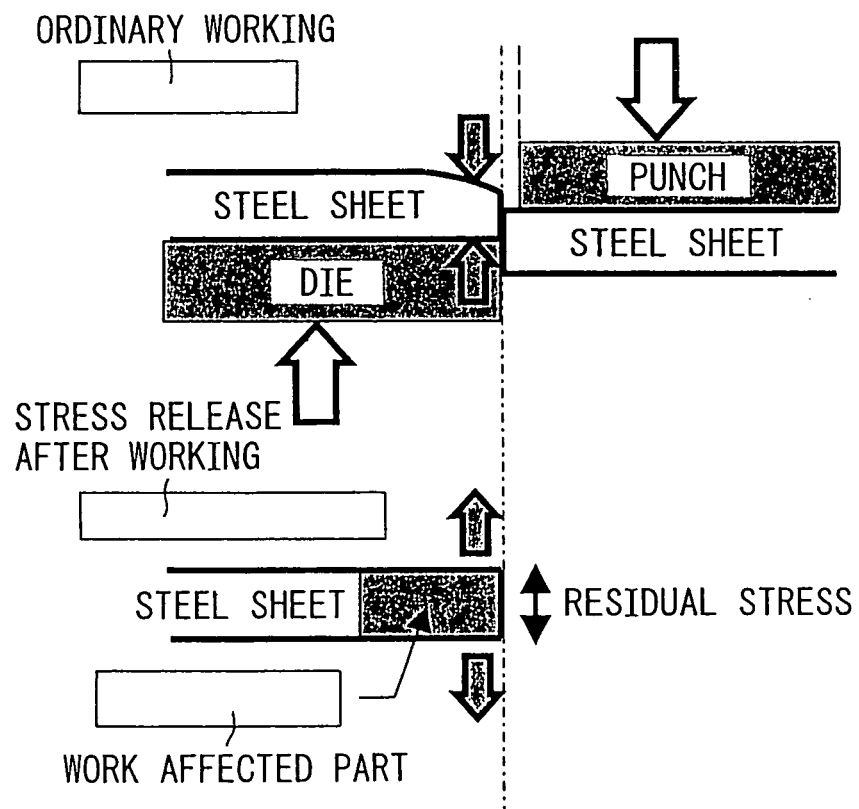 ORDINARY WORKING
PUNCH
STEEL SHEET
STEEL SHEET
DIE
STRESS RELEASE
AFTER WORKING
STEEL SHEET
RESIDUAL STRESS
WORK AFFECTED PART